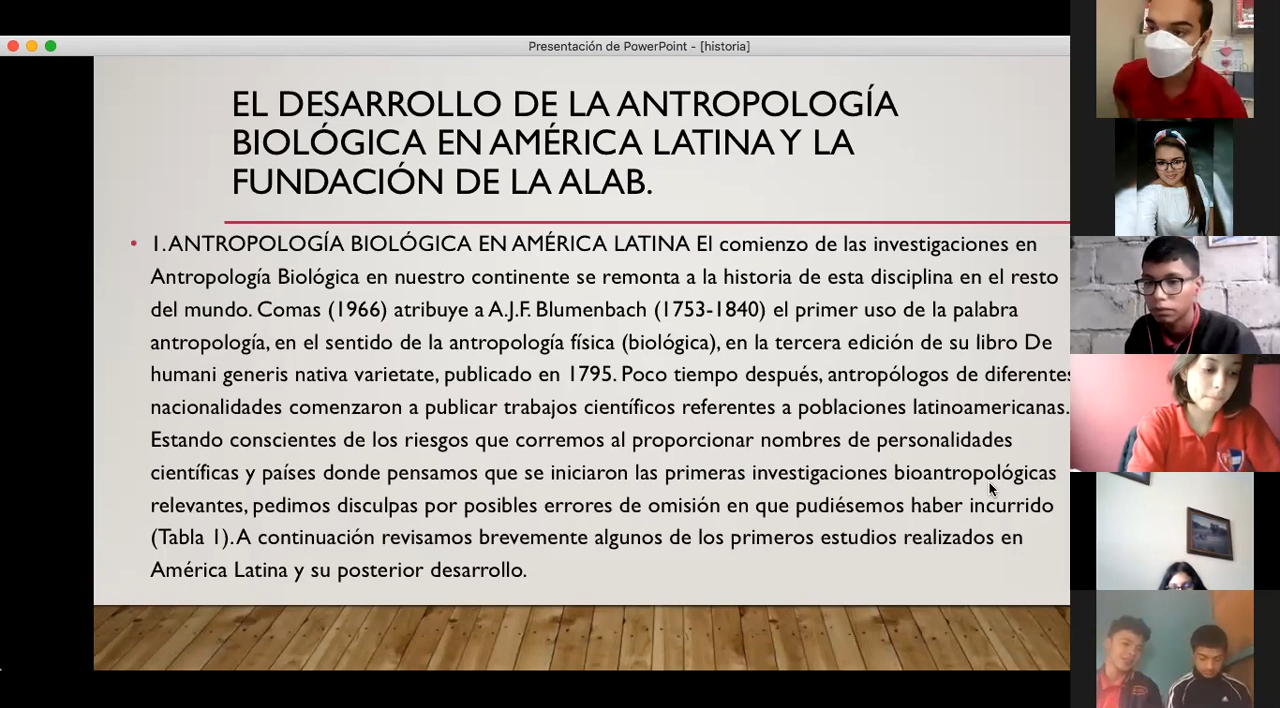 Presentación de PowerPoint - [historia]
EL DESARROLLO DE LA ANTROPOLOGÍA
BIOLÓGICA EN AMÉRICA LATINA Y LA
FUNDACIÓN DE LA ALAB.
• 1. ANTROPOLOGÍA BIOLÓGICA EN AMÉRICA LATINA El comienzo de las investigaciones en
Antropología Biológica en nuestro continente se remonta a la historia de esta disciplina en el resto
del mundo. Comas (1966) atribuye a A.J.F. Blumenbach (1753-1840) el primer uso de la palabra
antropología, en el sentido de la antropología física (biológica), en la tercera edición de su libro De
humani generis nativa varietate, publicado en 1795. Poco tiempo después, antropólogos de diferentes
nacionalidades comenzaron a publicar trabajos científicos referentes a poblaciones latinoamericanas.
Estando conscientes de los riesgos que corremos al proporcionar nombres de personalidades
científicas y países donde pensamos que se iniciaron las primeras investigaciones bioantropológicas
relevantes, pedimos disculpas por posibles errores de omisión en que pudiésemos haber incurrido
(Tabla 1). A continuación revisamos brevemente algunos de los primeros estudios realizados en
América Latina y su posterior desarrollo.